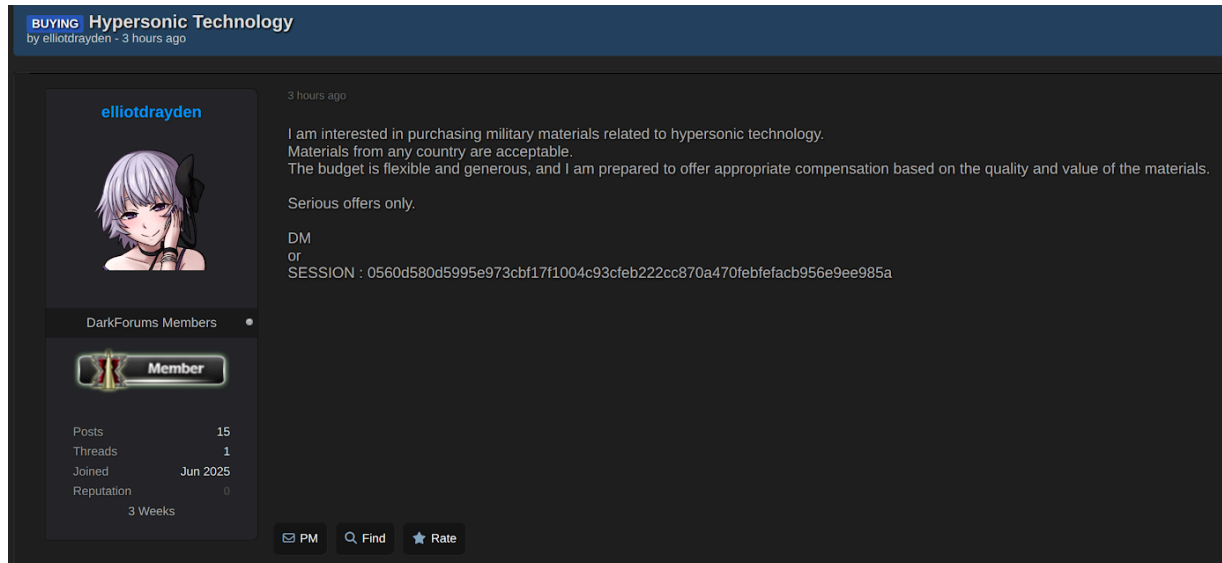 BUYING Hypersonic Technology
by elliotdrayden - 3 hours ago
elliotdrayden
DarkForums Members
Member
Posts 15
Threads 1
Joined Jun 2025
Reputation 0
3 Weeks
3 hours ago
I am interested in purchasing military materials related to hypersonic technology.
Materials from any country are acceptable.
The budget is flexible and generous, and I am prepared to offer appropriate compensation based on the quality and value of the materials.
Serious offers only.
DM
or
SESSION : 0560d580d5995e973cbf17f1004c93cfeb222cc870a470febfefacb956e9ee985a
PM Find Rate